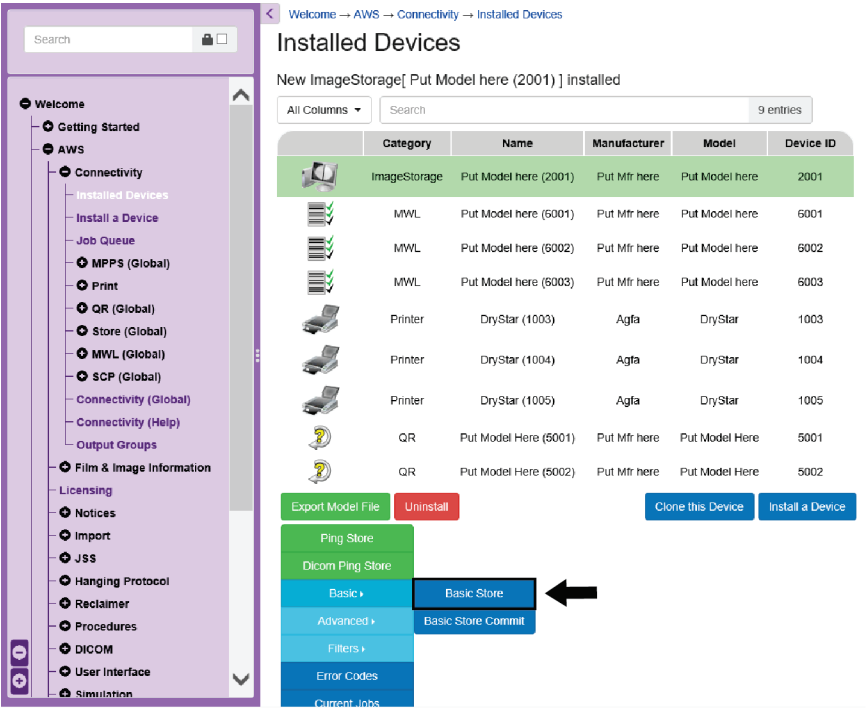 Search
Welcome
Getting Started
AWS
Connectivity
Installed Devices
Install a Device
Job Queue
MPPS (Global)
Print
QR (Global)
Store (Global)
MWL (Global)
SCP (Global)
Connectivity (Global)
Connectivity (Help)
Output Groups
Film & Image Information
Licensing
Notices
Import
JSS
Hanging Protocol
Reclaimer
Procedures
DICOM
User Interface
Simulation
Welcome → AWS → Connectivity → Installed Devices
Installed Devices
New ImageStorage[ Put Model here (2001) ] installed
All Columns Search 9 entries
Category Name Manufacturer Model Device ID
ImageStorage Put Model here (2001) Put Mfr here Put Model here 2001
MWL Put Model here (6001) Put Mfr here Put Model here 6001
MWL Put Model here (6002) Put Mfr here Put Model here 6002
MWL Put Model here (6003) Put Mfr here Put Model here 6003
Printer DryStar (1003) Agfa DryStar 1003
Printer DryStar (1004) Agfa DryStar 1004
Printer DryStar (1005) Agfa DryStar 1005
QR Put Model Here (5001) Put Mfr here Put Model Here 5001
QR Put Model Here (5002) Put Mfr here Put Model Here 5002
Export Model File Uninstall Clone this Device Install a Device
Ping Store
Dicom Ping Store
Basic Basic Store
Advanced Basic Store Commit
Filters
Error Codes
Current Jobs